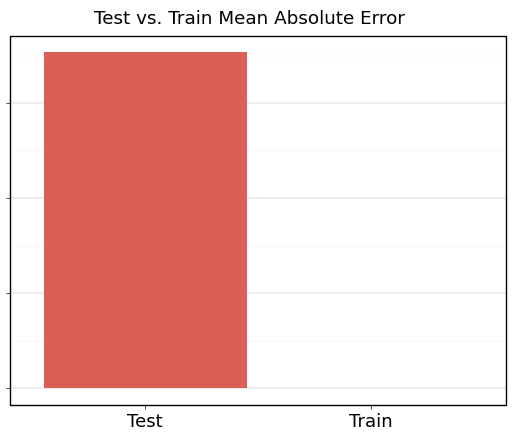 Test vs. Train Mean Absolute Error
Test
Train